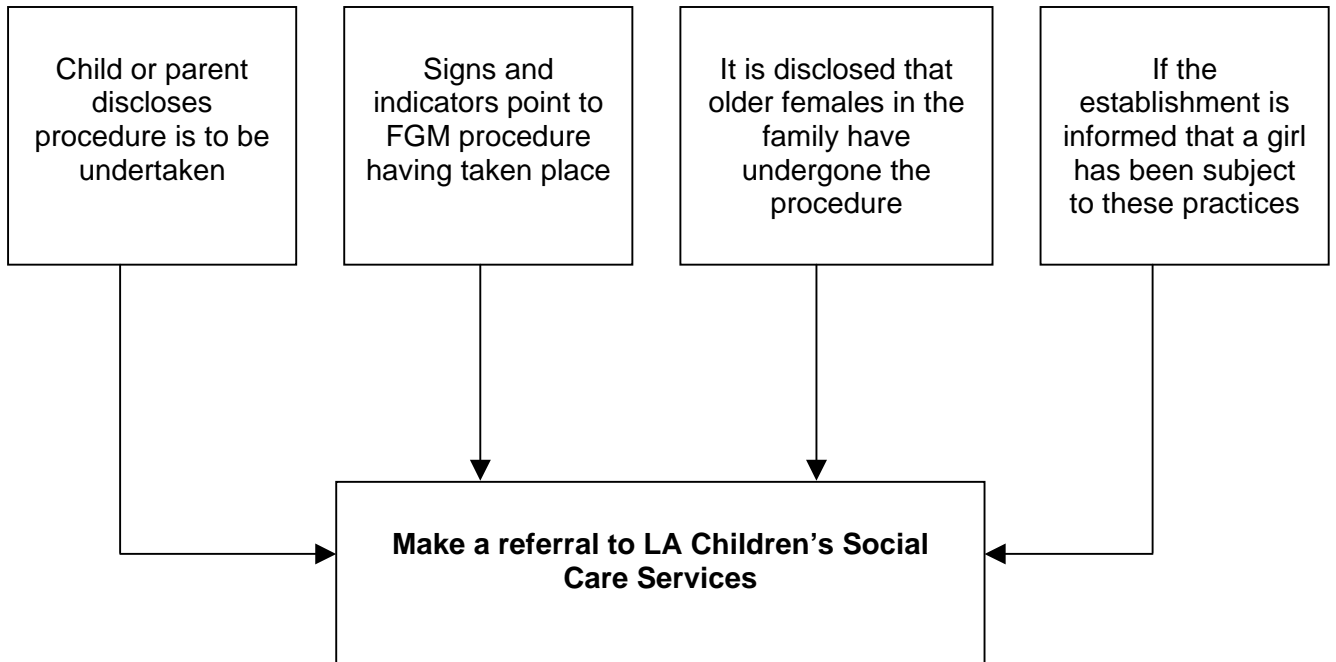 Child or parent
discloses
procedure is to be
undertaken
Signs and
indicators point to
FGM procedure
having taken place
It is disclosed that
older females in the
family have
undergone the
procedure
If the
establishment is
informed that a girl
has been subject
to these practices
Make a referral to LA Children’s Social
Care Services